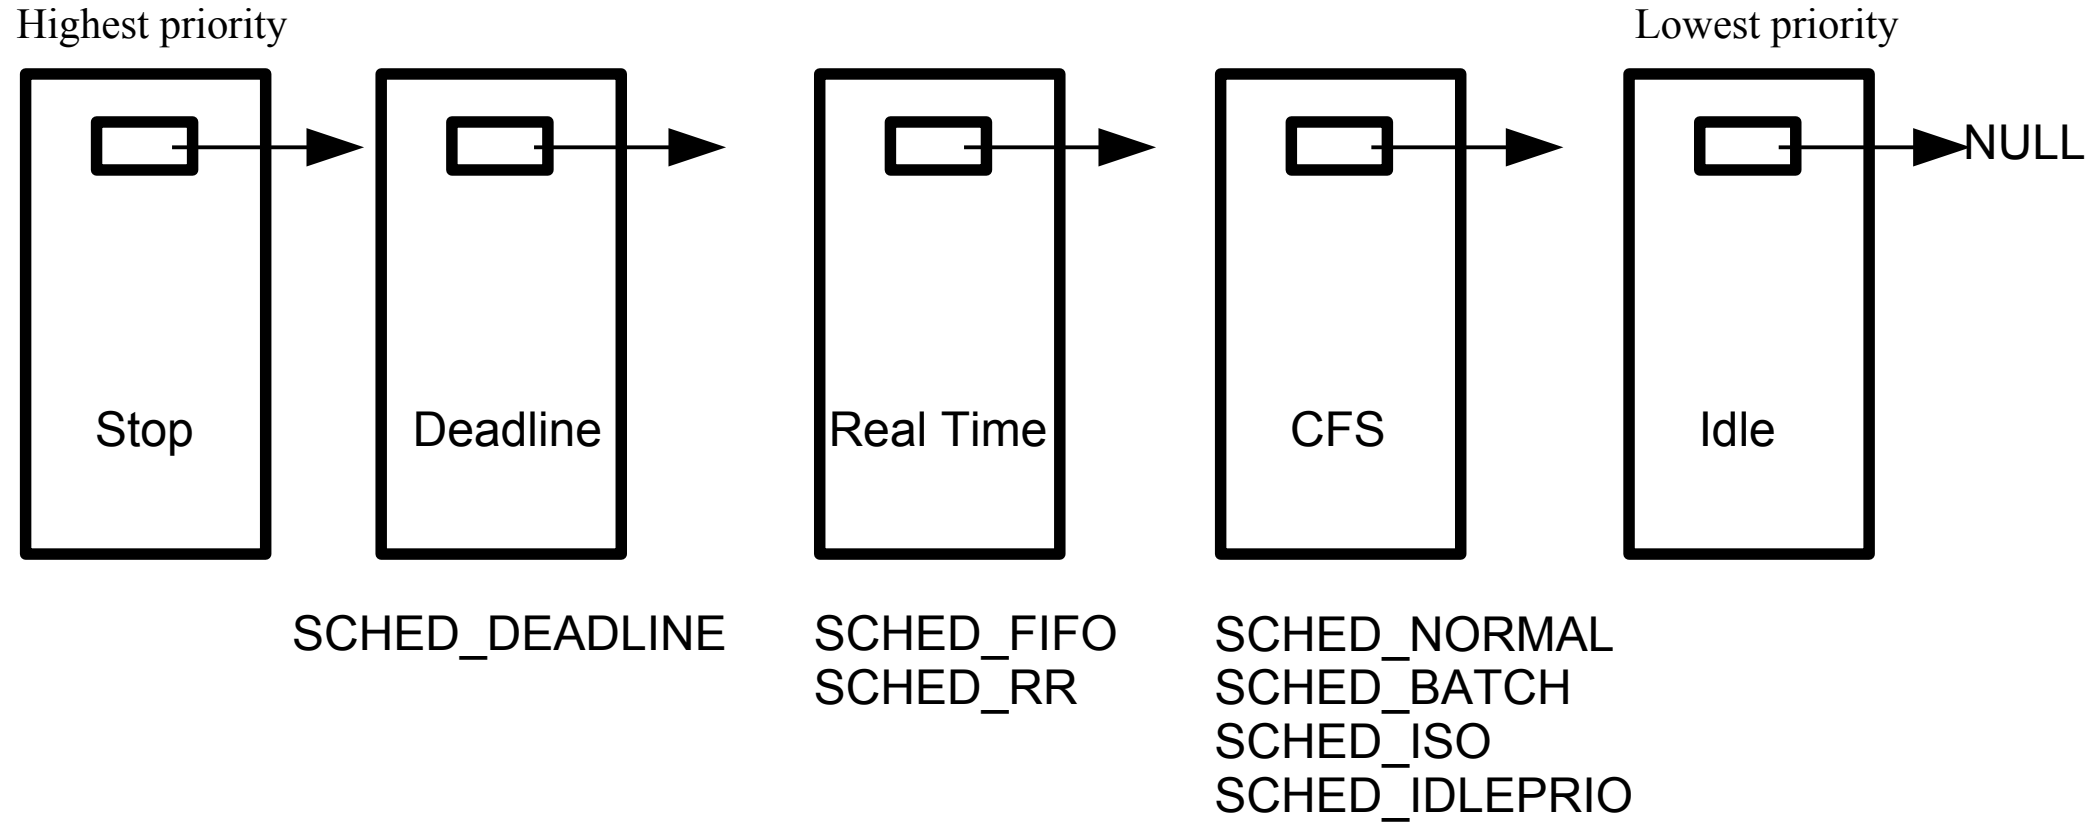 Highest priority
Lowest priority
NULL
Stop
Deadline
Real Time
CFS
Idle
SCHED_DEADLINE
SCHED_FIFO
SCHED_RR
SCHED_NORMAL
SCHED_BATCH
SCHED_ISO
SCHED_IDLEPRIO